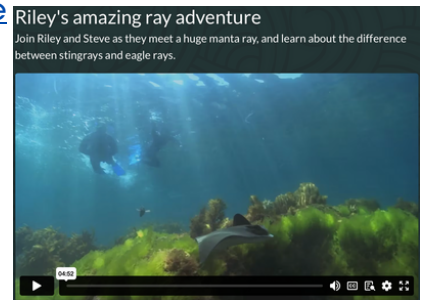 e
Riley's amazing ray adventure
Join Riley and Steve as they meet a huge manta ray, and learn about the difference
between stingrays and eagle rays.
04:52
CC